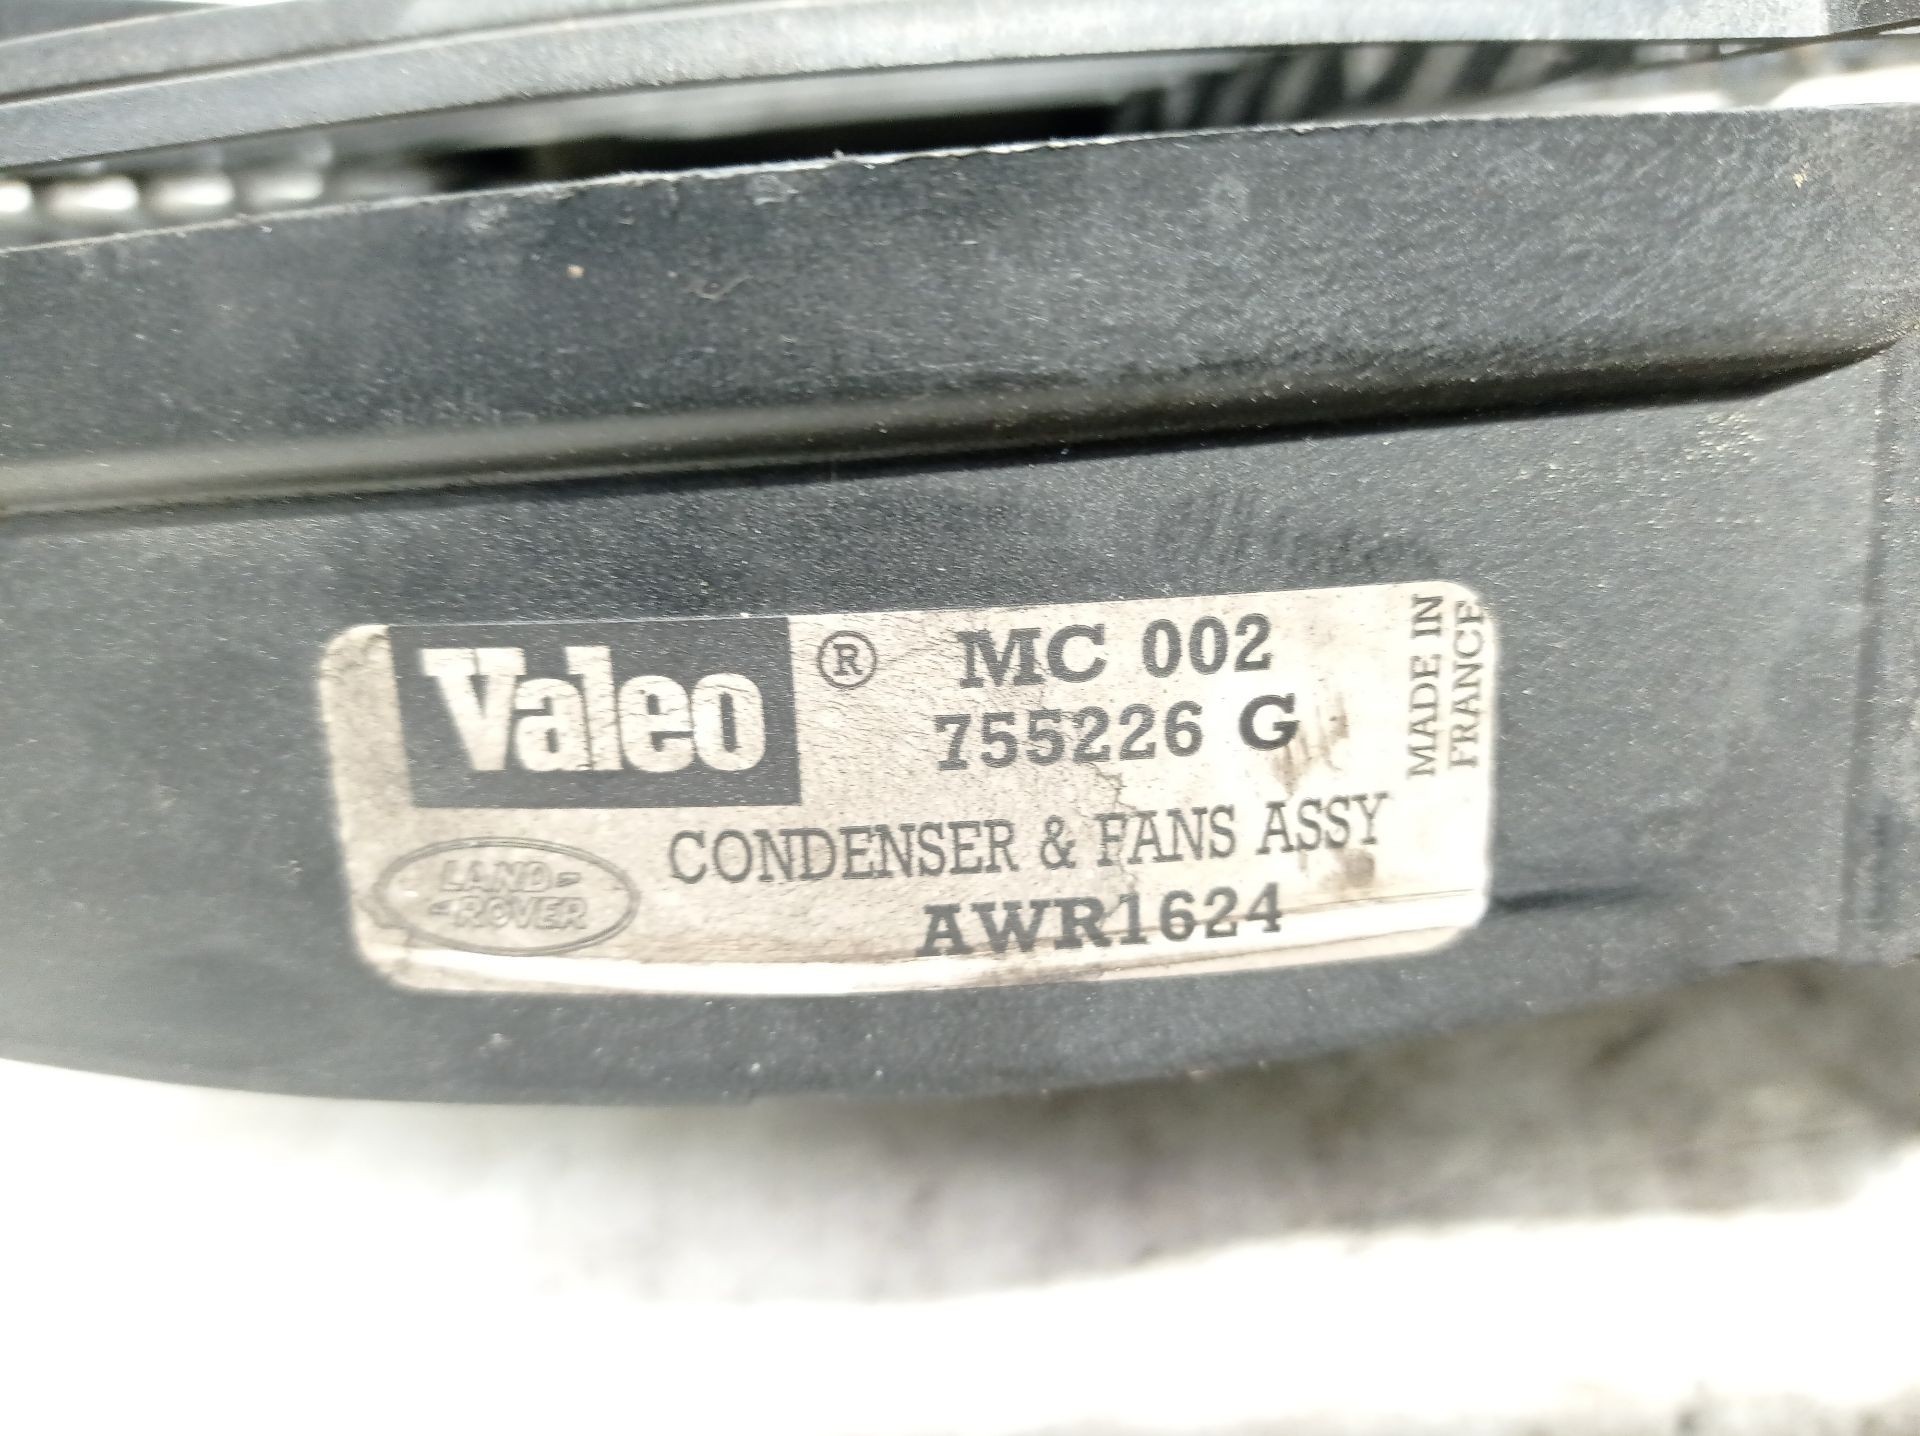 Valeo ® MC 002
755226 G
MADE IN
FRANCE
CONDENSER & FANS ASSY
LAND-
-ROVER
AWR1624